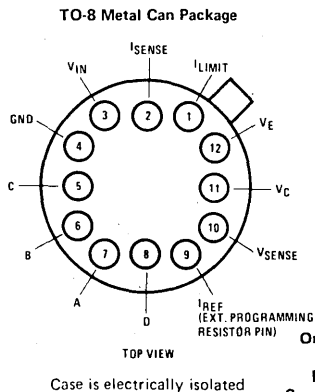 TO-8 Metal Can Package
ISENSE
ILIMIT
VIN
GND
VE
3 2 1
4 12
C 5 11 VC
6 10
B 7 8 9 VSENSE
A
D
IREF
(EXT. PROGRAMMING
RESISTOR PIN)
TOP VIEW
Case is electrically isolated